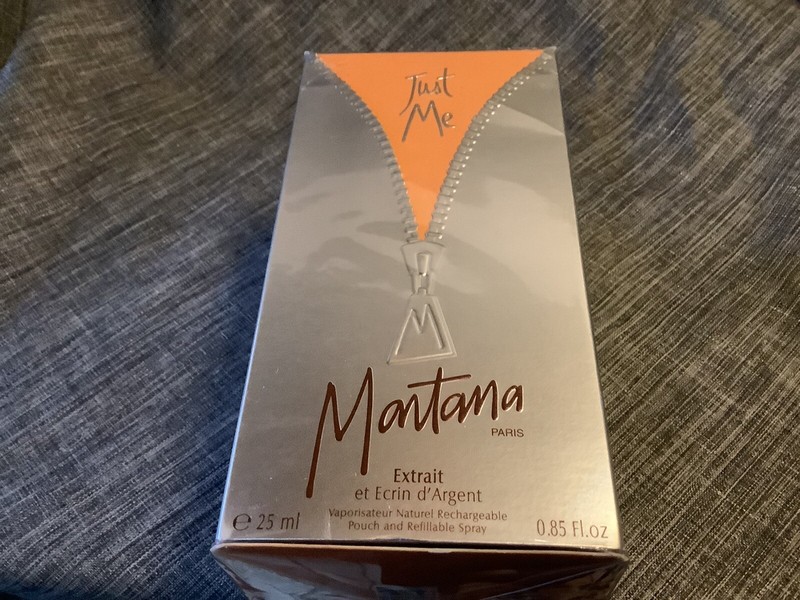 Just
Me
M
Montana
PARIS
Extrait
et Ecrin d'Argent
Vaporisateur Naturel Rechargeable
Pouch and Refillable Spray
℮ 25 ml
0.85 Fl.oz